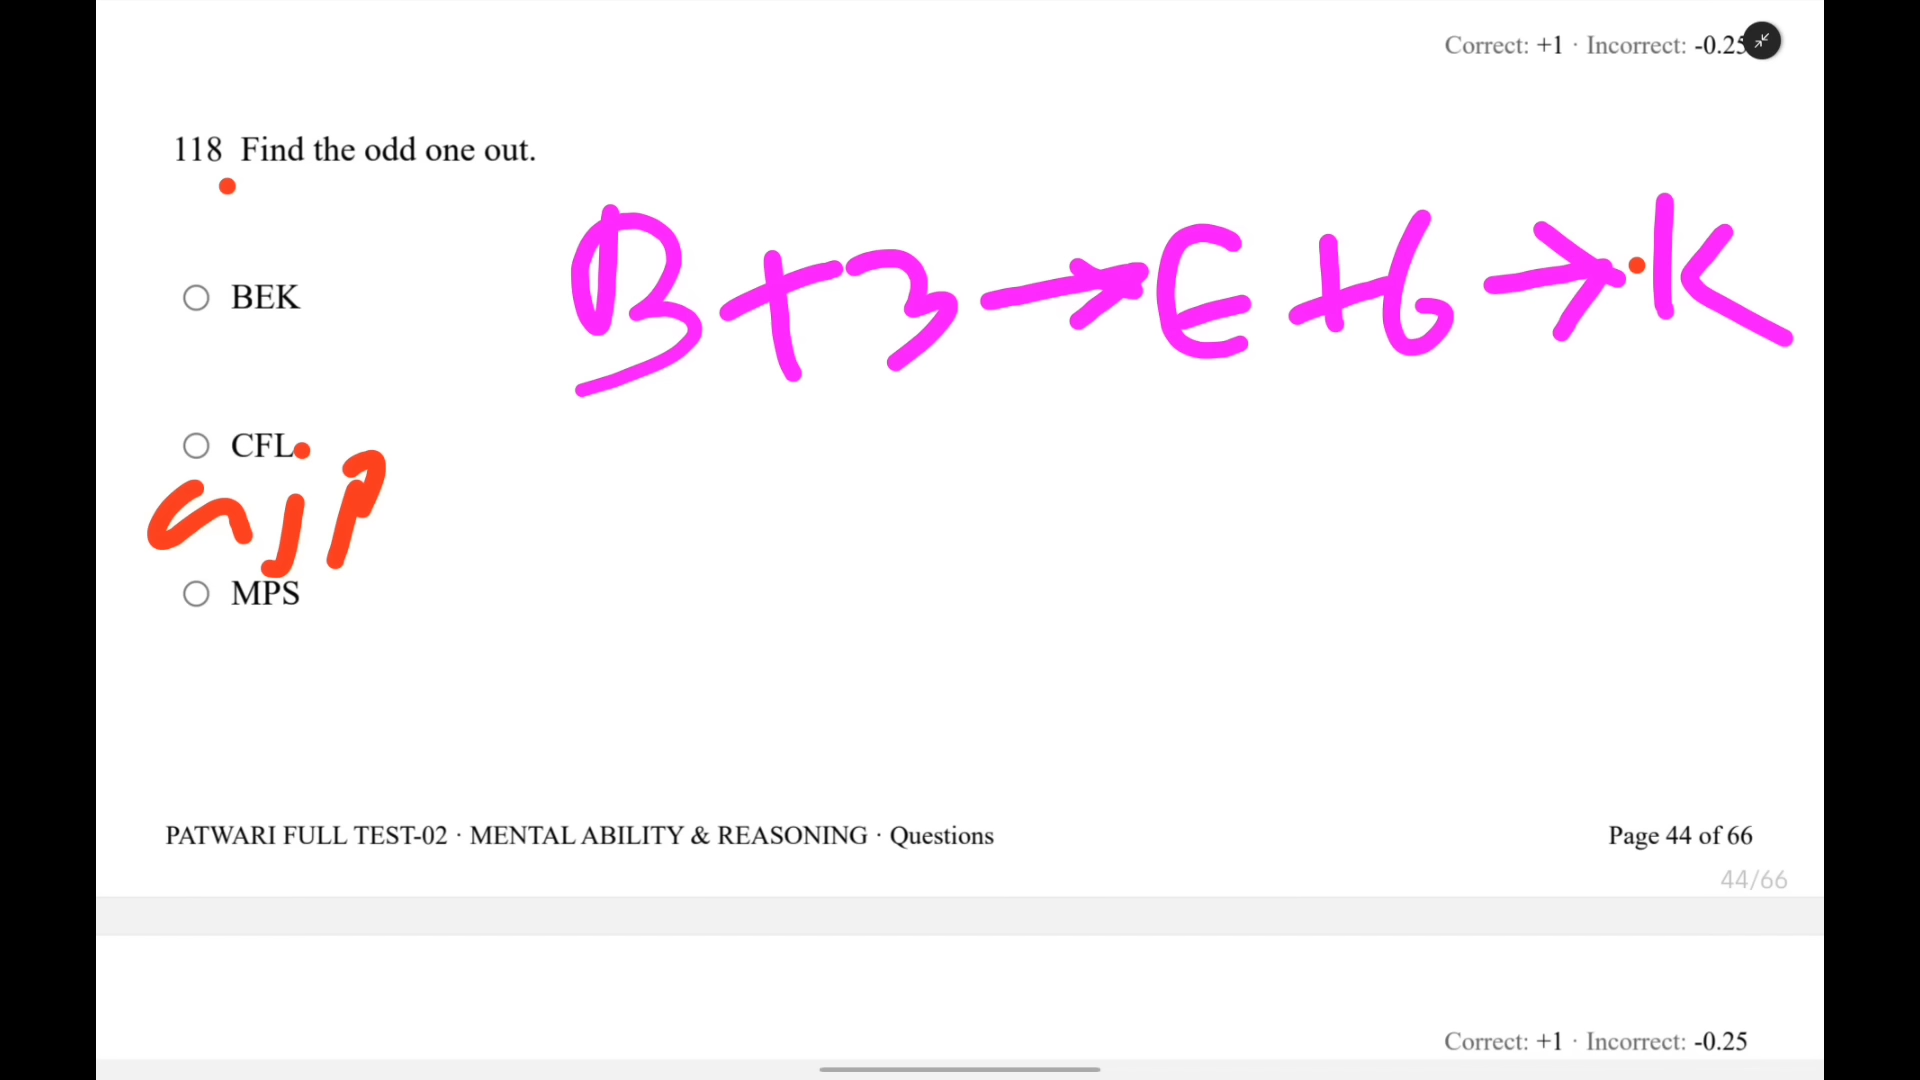 Correct: +1 · Incorrect: -0.25
118 Find the odd one out.
B+3→E+6→K
BEK
CFL
MPS
PATWARI FULL TEST-02 · MENTAL ABILITY & REASONING · Questions
Page 44 of 66
44/66
Correct: +1 · Incorrect: -0.25